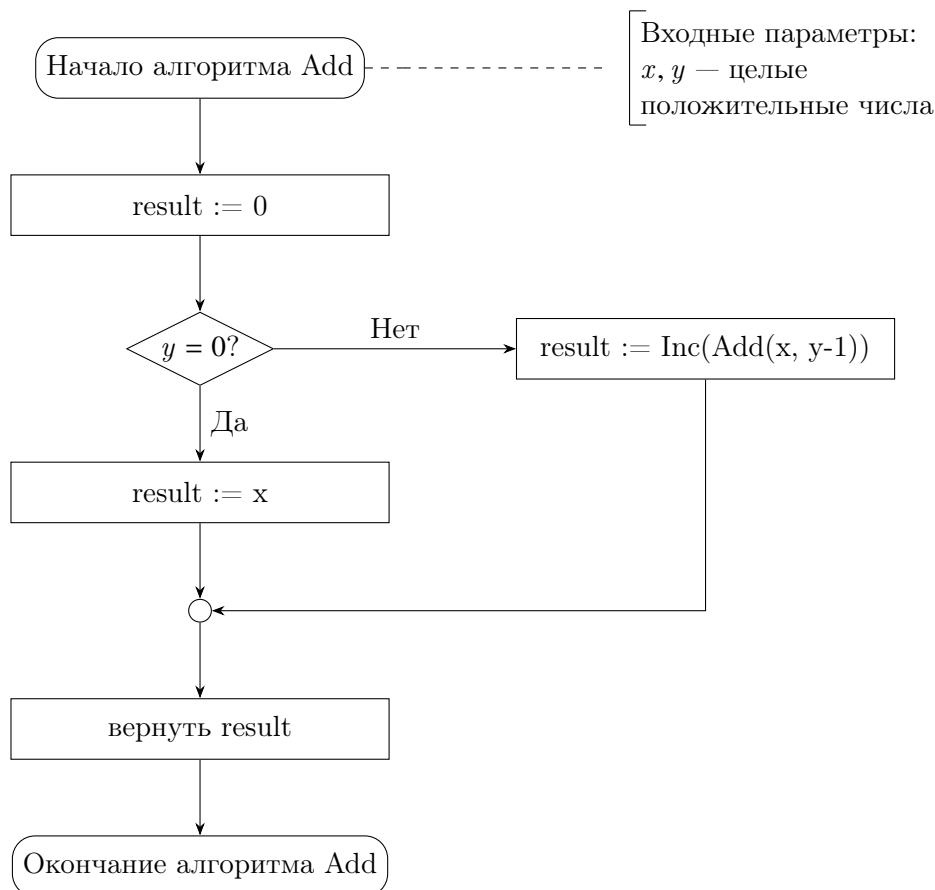 Начало алгоритма Add
Входные параметры:
x, y — целые
положительные числа
result := 0
y = 0?
Нет
result := Inc(Add(x, y-1))
Да
result := x
вернуть result
Окончание алгоритма Add